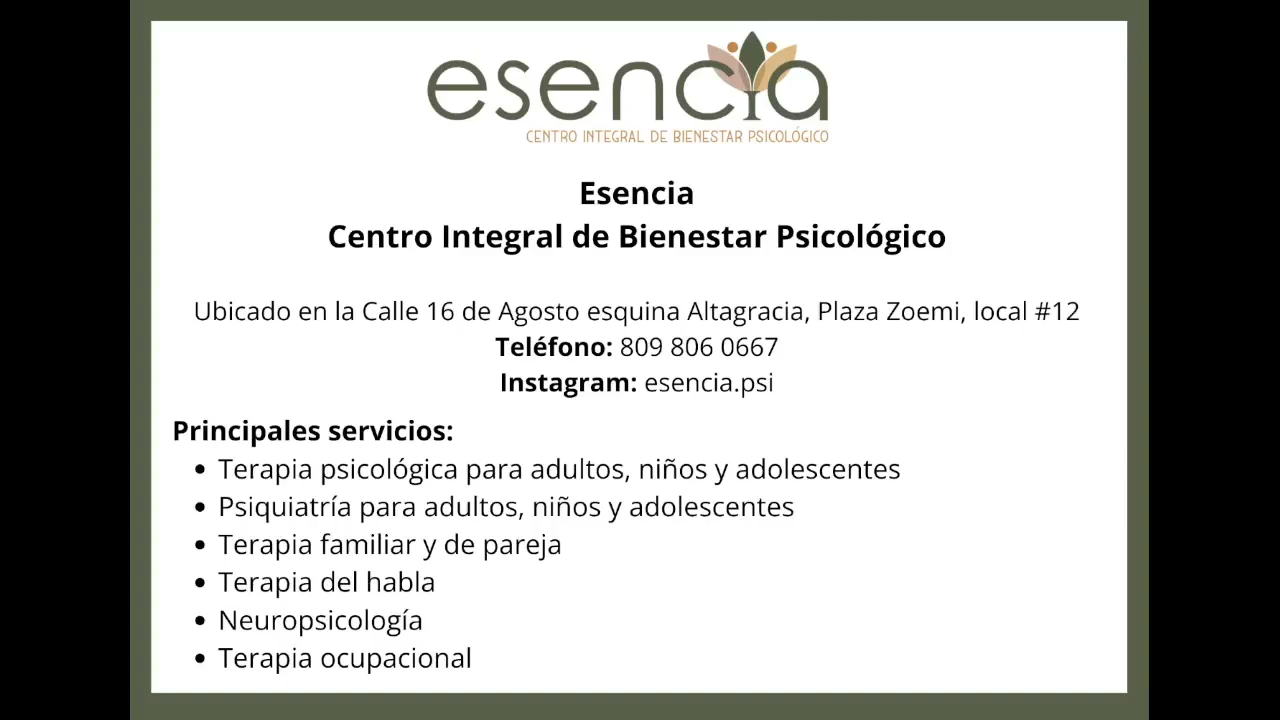 esencia
CENTRO INTEGRAL DE BIENESTAR PSICOLÓGICO
Esencia
Centro Integral de Bienestar Psicológico
Ubicado en la Calle 16 de Agosto esquina Altagracia, Plaza Zoemi, local #12
Teléfono: 809 806 0667
Instagram: esencia.psi
Principales servicios:
• Terapia psicológica para adultos, niños y adolescentes
• Psiquiatría para adultos, niños y adolescentes
• Terapia familiar y de pareja
• Terapia del habla
• Neuropsicología
• Terapia ocupacional